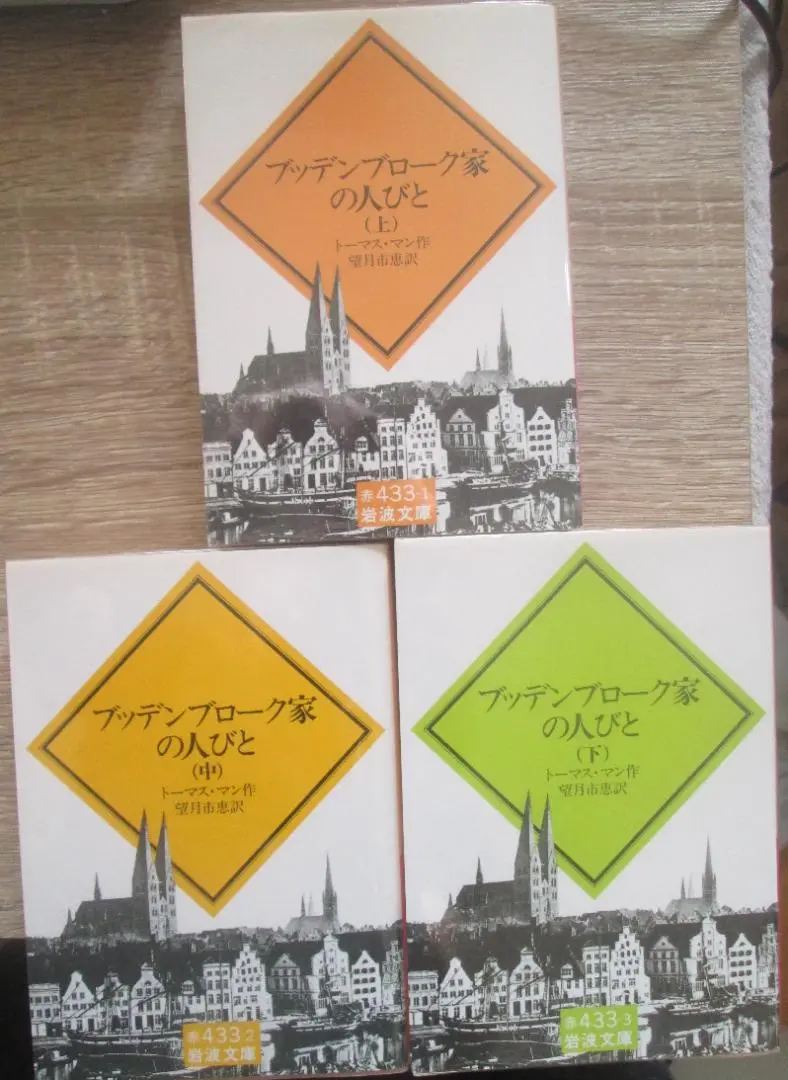 ブッデンブローク家
の人びと
(上)
トーマス・マン作
望月市恵訳
赤433-1
岩波文庫
ブッデンブローク家
の人びと
(中)
トーマス・マン作
望月市恵訳
赤433-2
岩波文庫
ブッデンブローク家
の人びと
(下)
トーマス・マン作
望月市恵訳
赤433-3
岩波文庫